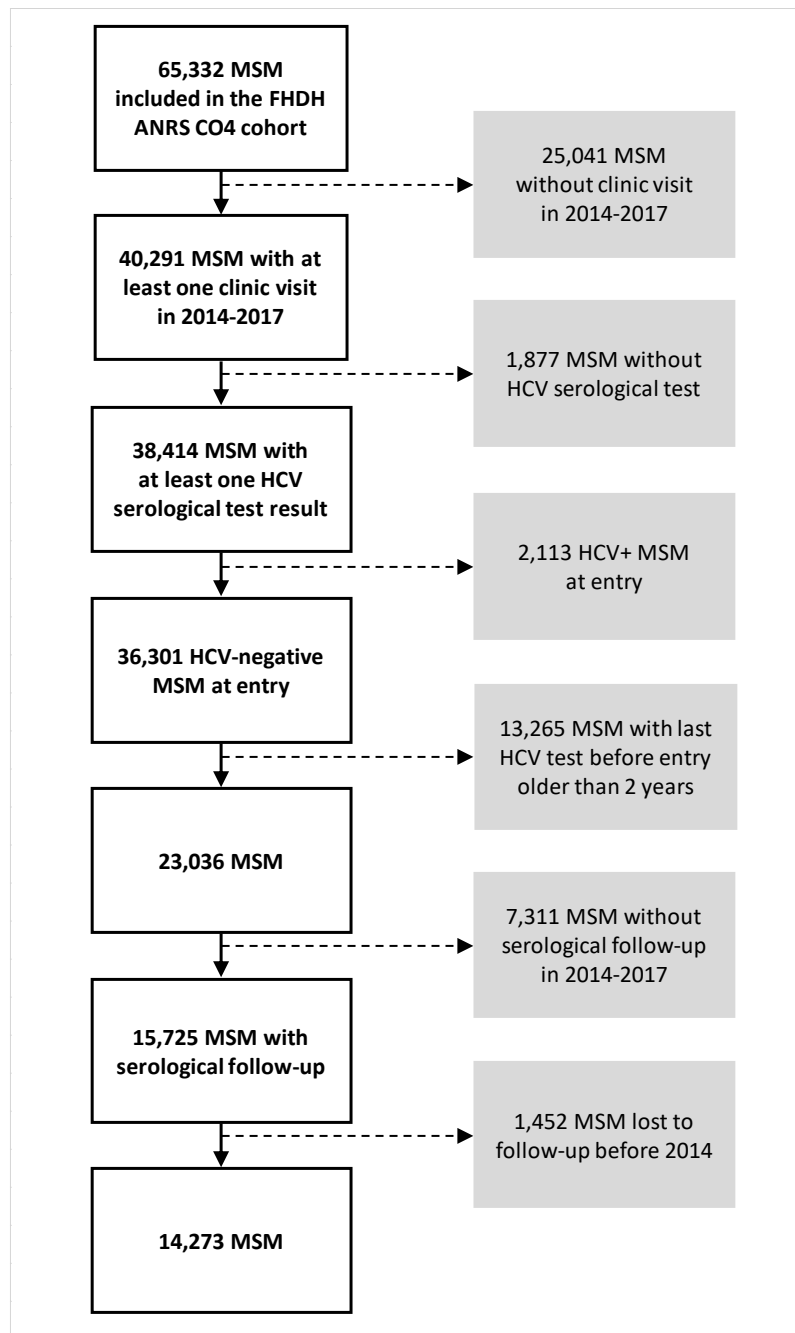 65,332 MSM
included in the FHDH
ANRS CO4 cohort
25,041 MSM
without clinic visit
in 2014-2017
40,291 MSM with at
least one clinic visit
in 2014-2017
1,877 MSM without
HCV serological test
38,414 MSM with
at least one HCV
serological test result
2,113 HCV+ MSM
at entry
36,301 HCV-negative
MSM at entry
13,265 MSM with last
HCV test before entry
older than 2 years
23,036 MSM
7,311 MSM without
serological follow-up
in 2014-2017
15,725 MSM with
serological follow-up
1,452 MSM lost to
follow-up before 2014
14,273 MSM